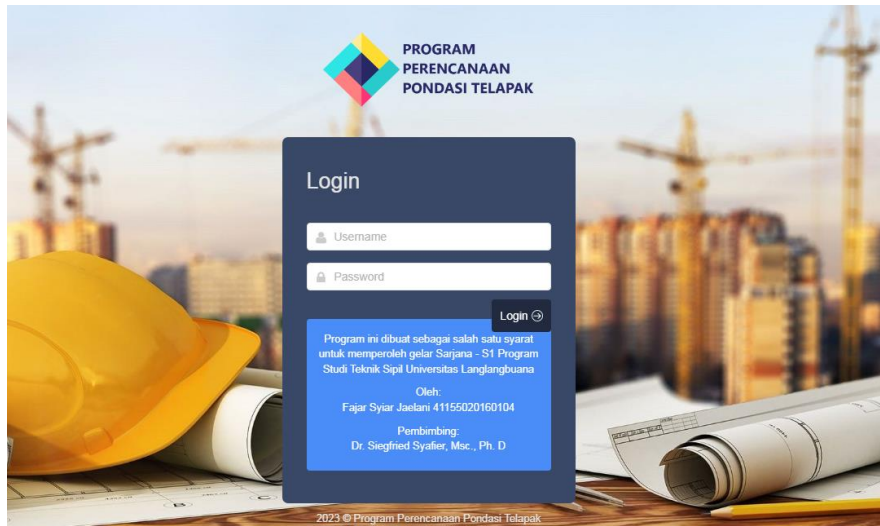 PROGRAM
PERENCANAAN
PONDASI TELAPAK
Login
Username
Password
Login
Program ini dibuat sebagai salah satu syarat
untuk memperoleh gelar Sarjana - S1 Program
Studi Teknik Sipil Universitas Langlangbuana
Oleh:
Fajar Syiar Jaelani 41155020160104
Pembimbing:
Dr. Siegfried Syafier, Msc., Ph. D
2023 © Program Perencanaan Pondasi Telapak